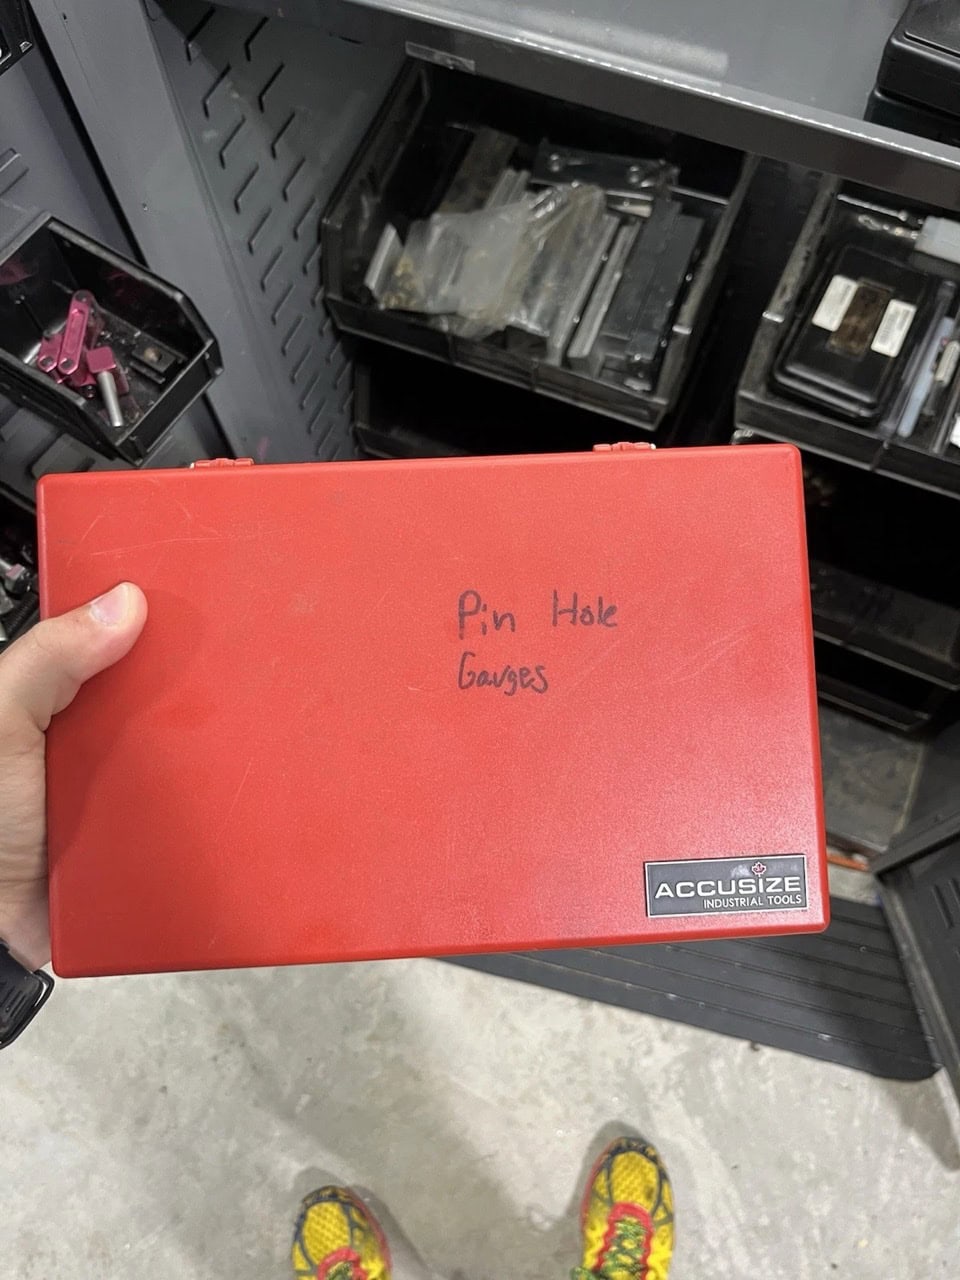 Pin Hole
Gauges
ACCUSIZE
INDUSTRIAL TOOLS